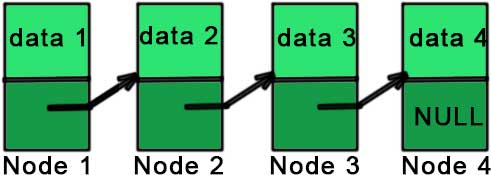 data 1 data 2 data 3 data 4
NULL
Node 1 Node 2 Node 3 Node 4